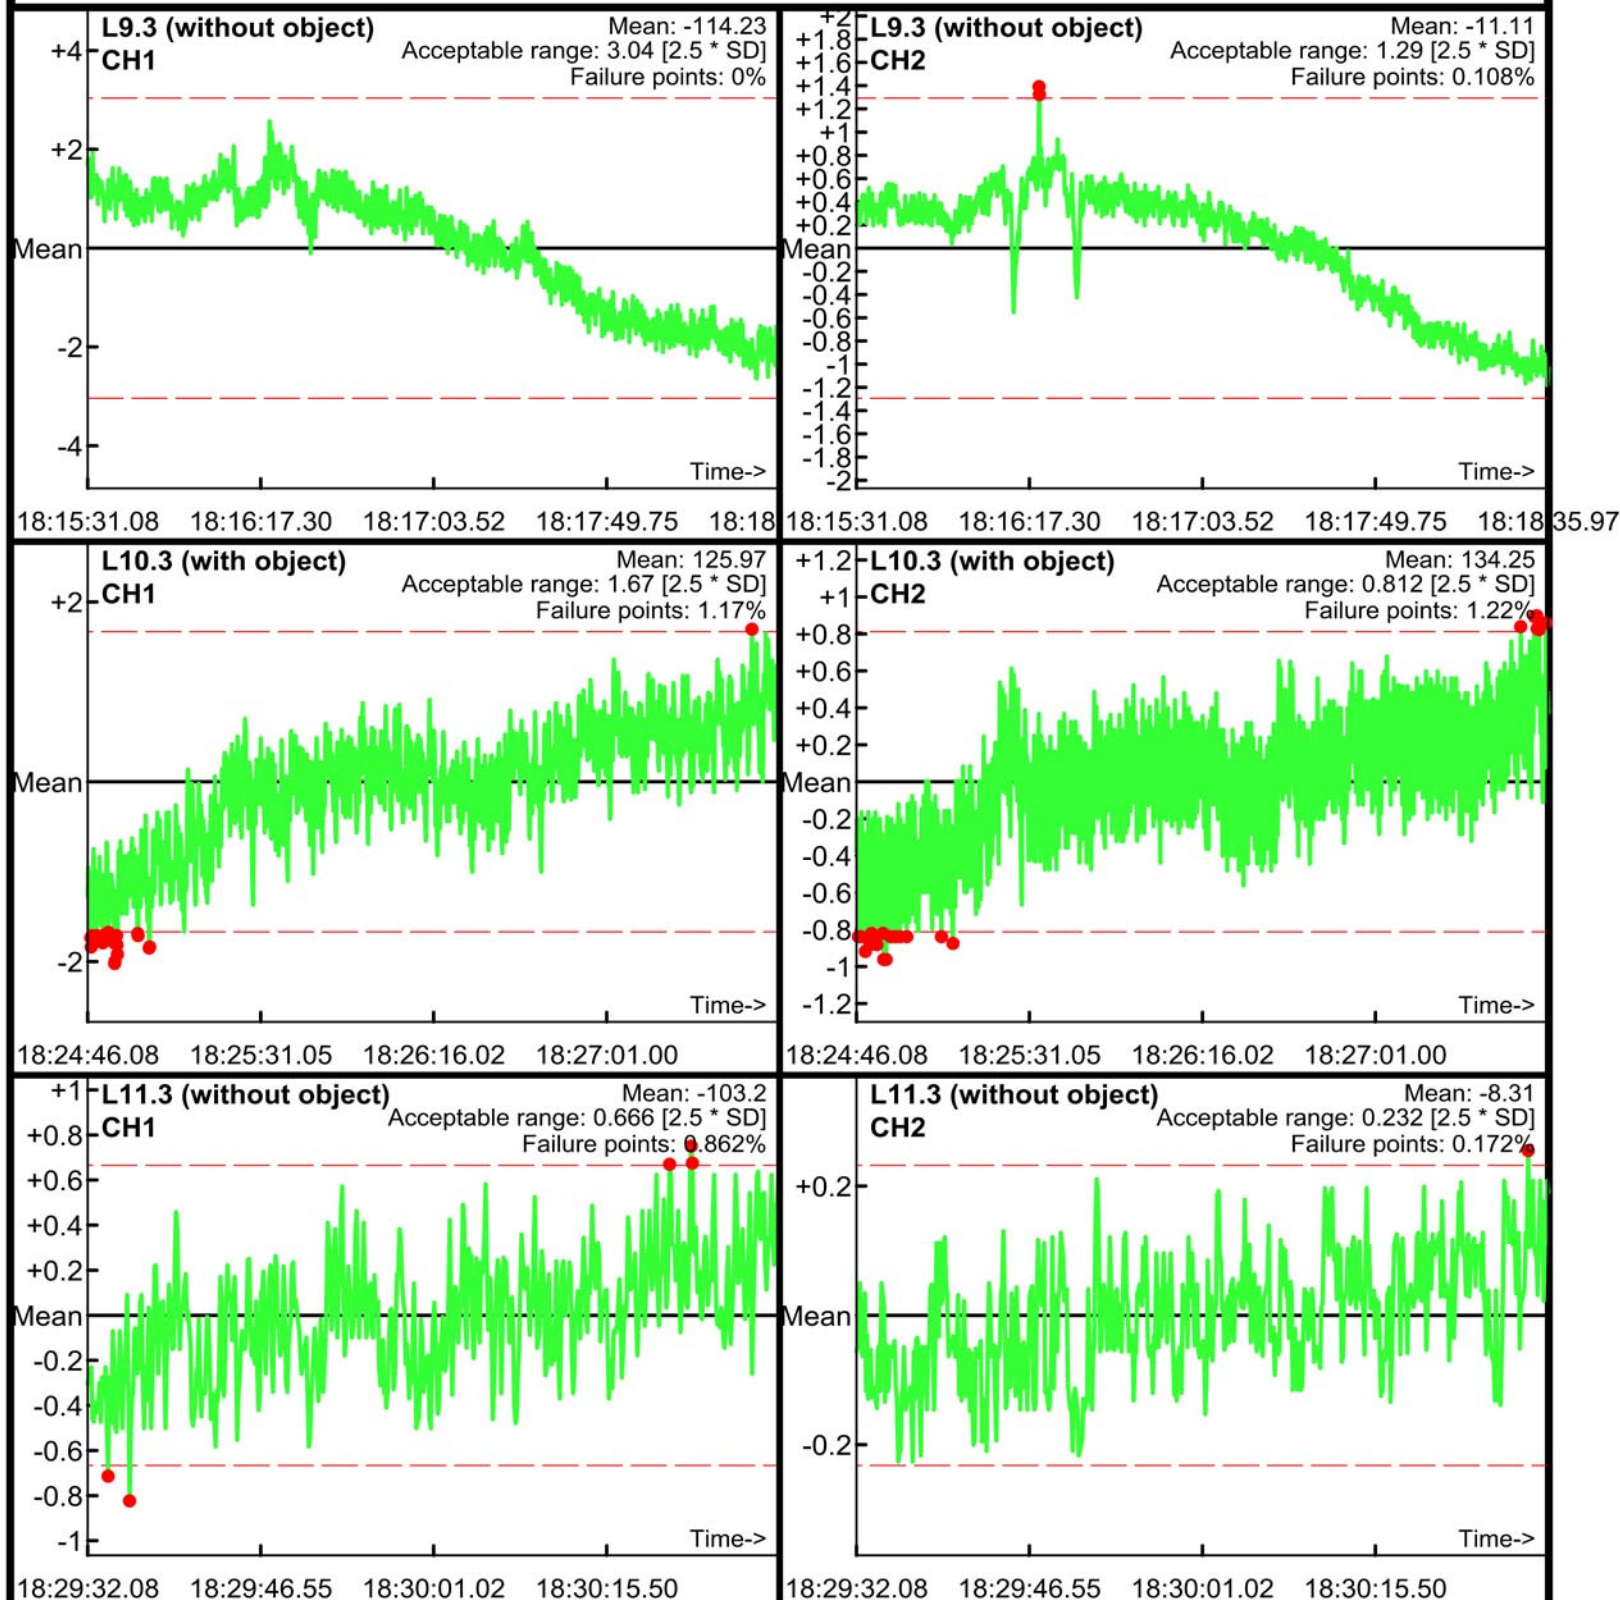 L9.3 (without object)
CH1
Mean: -114.23
Acceptable range: 3.04 [2.5 * SD]
Failure points: 0%
+4
+2
Mean
-2
-4
Time->
18:15:31.08 18:16:17.30 18:17:03.52 18:17:49.75 18:18
L9.3 (without object)
CH2
Mean: -11.11
Acceptable range: 1.29 [2.5 * SD]
Failure points: 0.108%
+2
+1.8
+1.6
+1.4
+1.2
+1
+0.8
+0.6
+0.4
+0.2
Mean
-0.2
-0.4
-0.6
-0.8
-1
-1.2
-1.4
-1.6
-1.8
-2
Time->
18:15:31.08 18:16:17.30 18:17:03.52 18:17:49.75 18:18:35.97
L10.3 (with object)
CH1
Mean: 125.97
Acceptable range: 1.67 [2.5 * SD]
Failure points: 1.17%
+2
Mean
-2
Time->
18:24:46.08 18:25:31.05 18:26:16.02 18:27:01.00
L10.3 (with object)
CH2
Mean: 134.25
Acceptable range: 0.812 [2.5 * SD]
Failure points: 1.22%
+1.2
+1
+0.8
+0.6
+0.4
+0.2
Mean
-0.2
-0.4
-0.6
-0.8
-1
-1.2
Time->
18:24:46.08 18:25:31.05 18:26:16.02 18:27:01.00
L11.3 (without object)
CH1
Mean: -103.2
Acceptable range: 0.666 [2.5 * SD]
Failure points: 0.862%
+1
+0.8
+0.6
+0.4
+0.2
Mean
-0.2
-0.4
-0.6
-0.8
-1
Time->
18:29:32.08 18:29:46.55 18:30:01.02 18:30:15.50
L11.3 (without object)
CH2
Mean: -8.31
Acceptable range: 0.232 [2.5 * SD]
Failure points: 0.172%
+0.2
Mean
-0.2
Time->
18:29:32.08 18:29:46.55 18:30:01.02 18:30:15.50